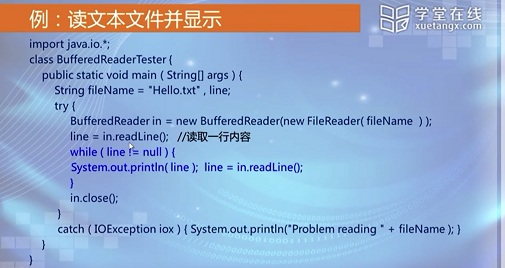 例：读文本文件并显示
学堂在线
xuetangx.com
import java.io.*;
class BufferedReaderTester {
public static void main ( String[] args ) {
String fileName = "Hello.txt" , line;
try {
BufferedReader in = new BufferedReader(new FileReader( fileName ) );
line = in.readLine(); //读取一行内容
while ( line != null ) {
System.out.println( line ); line = in.readLine();
}
in.close();
}
catch ( IOException iox ) { System.out.println("Problem reading " + fileName ); }
}
}